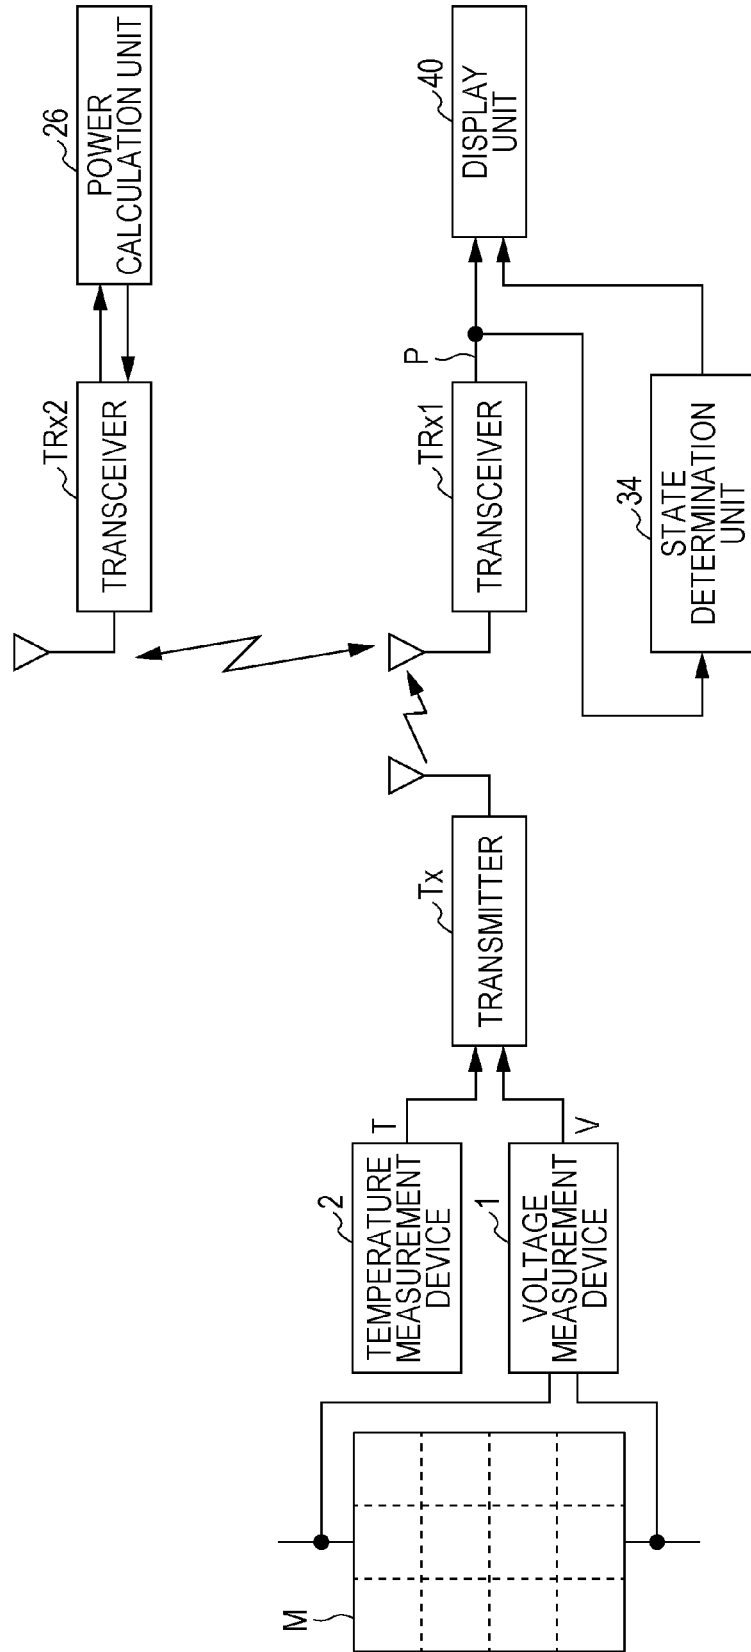 26
POWER
CALCULATION UNIT
TRx2
TRANSCEIVER
40
DISPLAY
UNIT
P
TRx1
TRANSCEIVER
34
STATE
DETERMINATION
UNIT
Tx
TRANSMITTER
T
2
TEMPERATURE
MEASUREMENT
DEVICE
V
1
VOLTAGE
MEASUREMENT
DEVICE
M